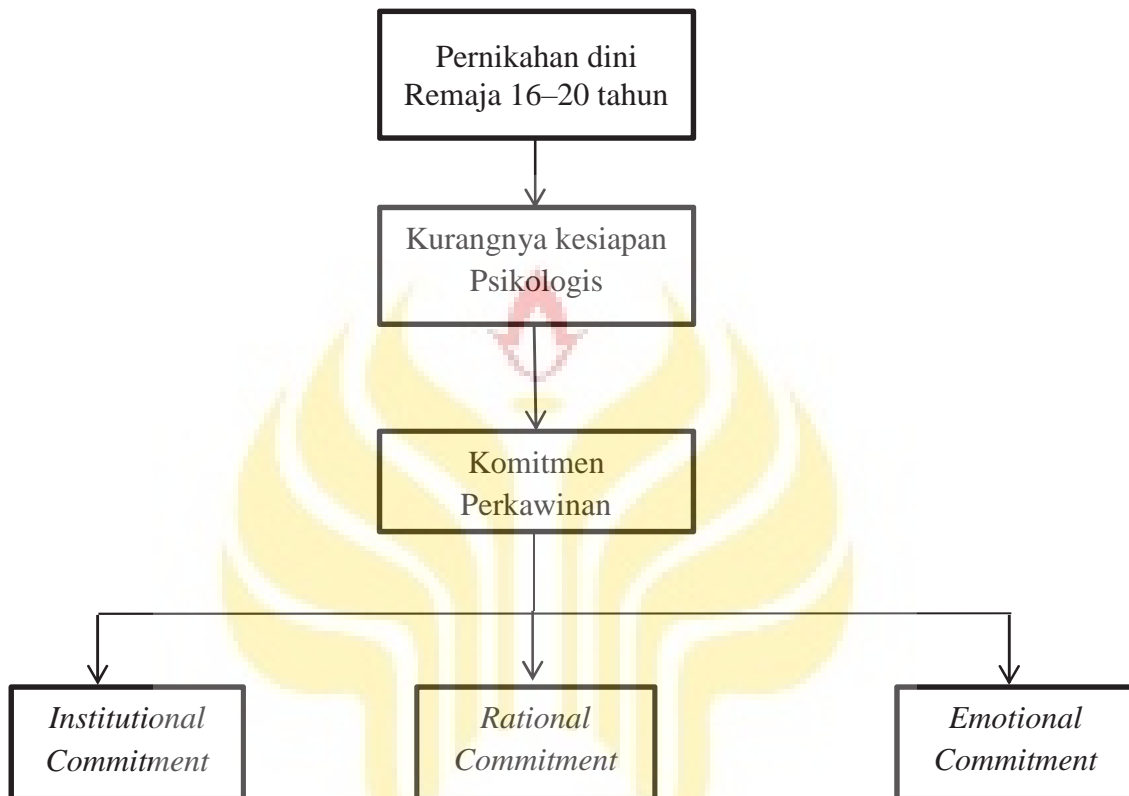 Pernikahan dini
Remaja 16–20 tahun
Kurangnya kesiapan
Psikologis
Komitmen
Perkawinan
Institutional
Commitment
Rational
Commitment
Emotional
Commitment